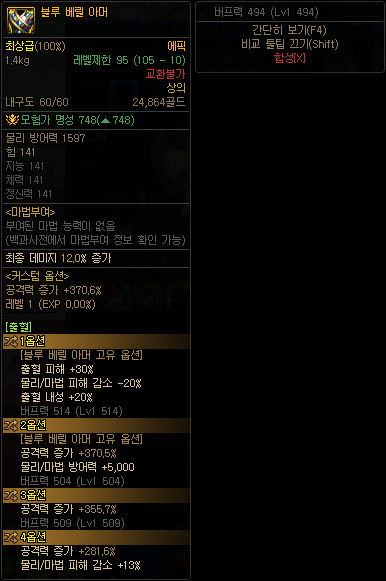 블루 베릴 아머
최상급(100%) 에픽
1,4kg 레벨제한 95 (105 - 10)
교환불가
상의
내구도 60/60 24,864골드
모험가 명성 748(▲748)
물리 방어력 1597
힘 141
지능 141
체력 141
정신력 141
<마법부여>
부여된 마법 능력이 없음
(백과사전에서 마법부여 정보 확인 가능)
최종 데미지 12,0% 증가
<커스텀 옵션>
공격력 증가 +370,6%
레벨 1 (EXP 0,00%)
[출혈]
1옵션
[블루 베릴 아머 고유 옵션]
출혈 피해 +30%
물리/마법 피해 감소 -20%
출혈 내성 +20%
버프력 514 (Lv1 514)
2옵션
[블루 베릴 아머 고유 옵션]
공격력 증가 +370,5%
물리/마법 방어력 +5,000
버프력 504 (Lv1 504)
3옵션
공격력 증가 +355,7%
버프력 509 (Lv1 509)
4옵션
공격력 증가 +281,6%
물리/마법 피해 감소 +13%
버프력 494 (Lv1 494)
간단히 보기(F4)
비교 툴팁 끄기(Shift)
합성[X]